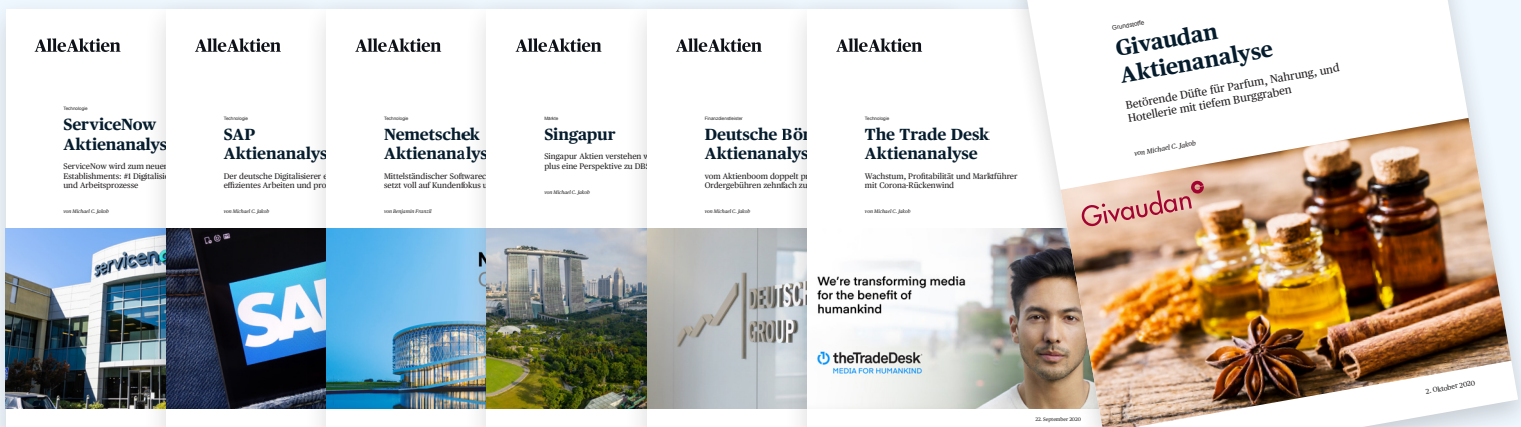 AlleAktien
Technologie
ServiceNow
Aktienanalys
ServiceNow wird zum neuen
Establishments: #1 Digitalisie
und Arbeitsprozesse
von Michael C. Jakob
servicen
AlleAktien
Technologie
SAP
Aktienanalys
Der deutsche Digitalisierer e
effizientes Arbeiten und pro
von Michael C. Jakob
SAP
AlleAktien
Technologie
Nemetschek
Aktienanalys
Mittelständischer Softwarec
setzt voll auf Kundenfokus u
von Benjamin Franzil
AlleAktien
Märkte
Singapur
Singapur Aktien verstehen
plus eine Perspektive zu DBS
von Michael C. Jakob
AlleAktien
Finanzdienstleister
Deutsche Bör
Aktienanalys
vom Aktienboom doppelt pr
Ordergebühren zehnfach zu
von Michael C. Jakob
DEUTSCH
GROUP
AlleAktien
Technologie
The Trade Desk
Aktienanalyse
Wachstum, Profitabilität und Marktführer
mit Corona-Rückenwind
von Michael C. Jakob
We're transforming media
for the benefit of
humankind
theTradeDesk
MEDIA FOR HUMANKIND
22. September 2020
Grundstoffe
Givaudan
Aktienanalyse
Betörende Düfte für Parfum, Nahrung, und
Hotellerie mit tiefem Burggraben
von Michael C. Jakob
Givaudan
2. Oktober 2020